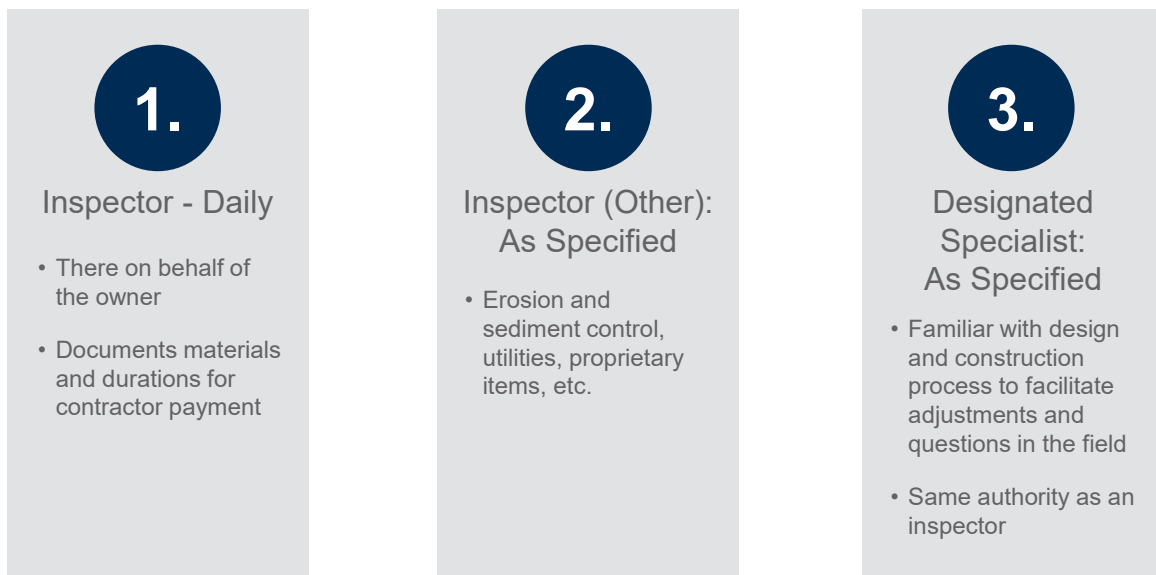 1.
Inspector - Daily
• There on behalf of
the owner
• Documents materials
and durations for
contractor payment
2.
Inspector (Other):
As Specified
• Erosion and
sediment control,
utilities, proprietary
items, etc.
3.
Designated
Specialist:
As Specified
• Familiar with design
and construction
process to facilitate
adjustments and
questions in the field
• Same authority as an
inspector